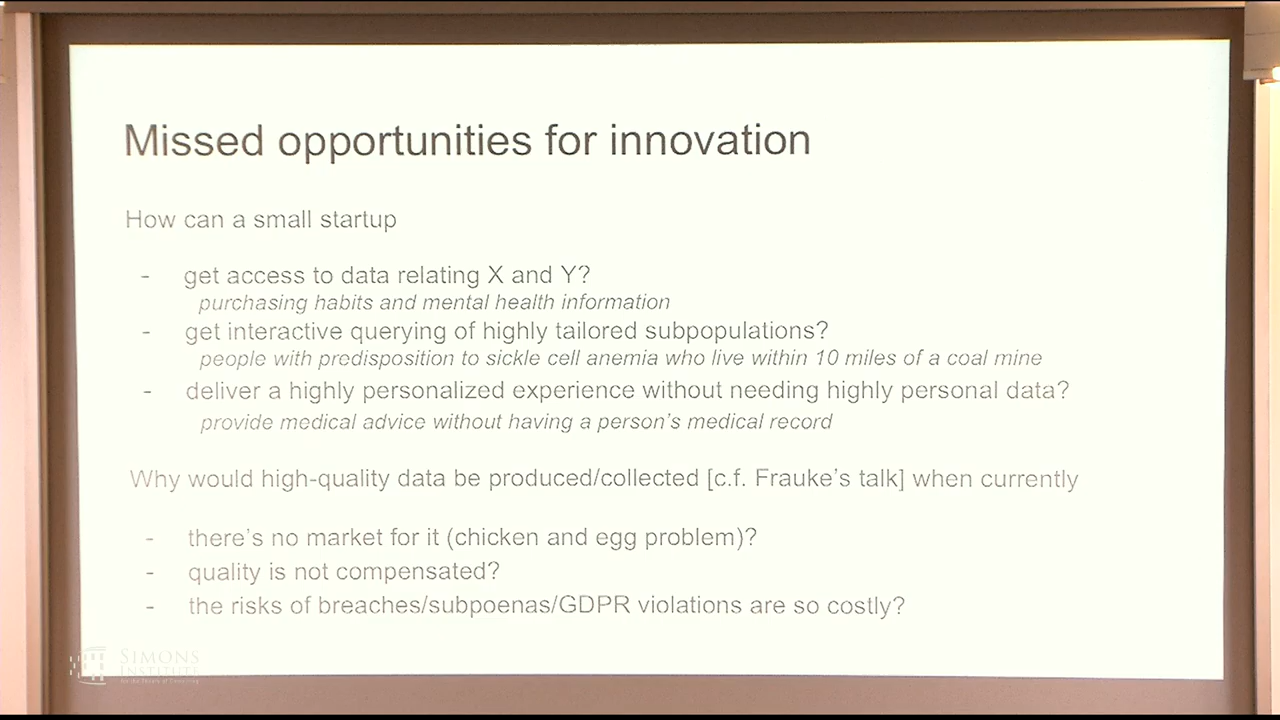 Missed opportunities for innovation
How can a small startup
- get access to data relating X and Y?
purchasing habits and mental health information
- get interactive querying of highly tailored subpopulations?
people with predisposition to sickle cell anemia who live within 10 miles of a coal mine
- deliver a highly personalized experience without needing highly personal data?
provide medical advice without having a person's medical record
Why would high-quality data be produced/collected [c.f. Frauke's talk] when currently
- there's no market for it (chicken and egg problem)?
- quality is not compensated?
- the risks of breaches/subpoenas/GDPR violations are so costly?
SIMONS
INSTITUTE